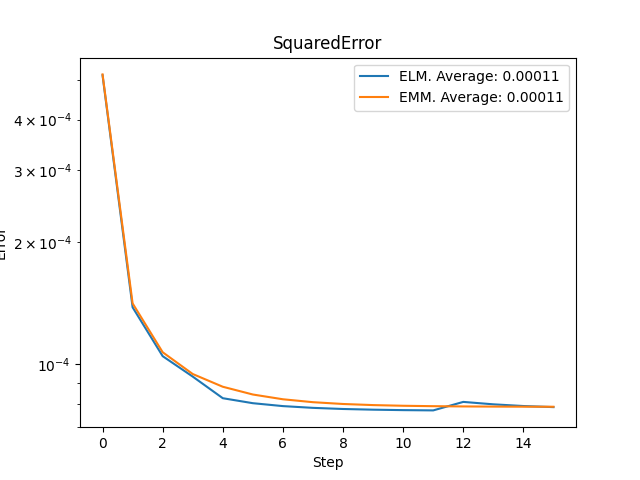 SquaredError
ELM. Average: 0.00011
EMM. Average: 0.00011
Error
4 × 10⁻⁴
3 × 10⁻⁴
2 × 10⁻⁴
10⁻⁴
0 2 4 6 8 10 12 14
Step